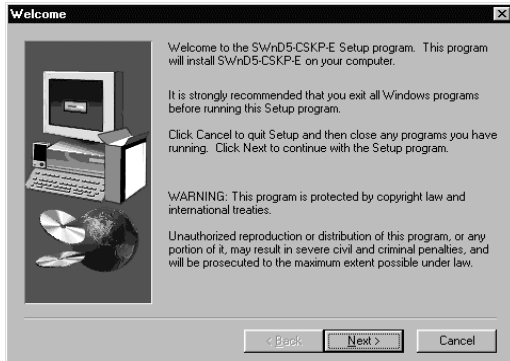 Welcome
Welcome to the SWnD5-CSKP-E Setup program. This program
will install SWnD5-CSKP-E on your computer.
It is strongly recommended that you exit all Windows programs
before running this Setup program.
Click Cancel to quit Setup and then close any programs you have
running. Click Next to continue with the Setup program.
WARNING: This program is protected by copyright law and
international treaties.
Unauthorized reproduction or distribution of this program, or any
portion of it, may result in severe civil and criminal penalties, and
will be prosecuted to the maximum extent possible under law.
< Back
Next >
Cancel